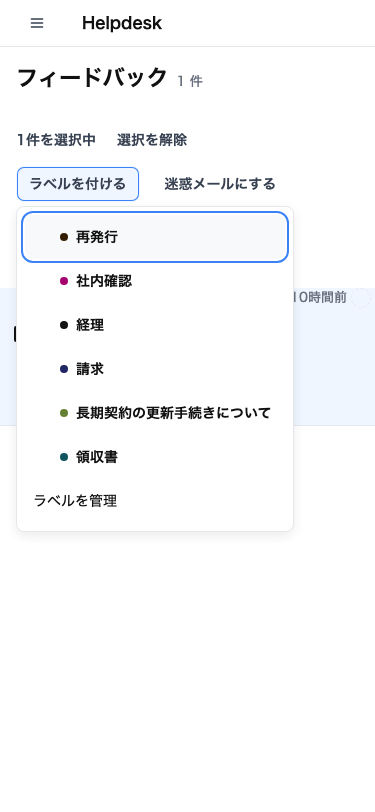 Helpdesk
フィードバック 1 件
1件を選択中 選択を解除
ラベルを付ける 迷惑メールにする
再発行
10時間前
社内確認
経理
請求
長期契約の更新手続きについて
領収書
ラベルを管理